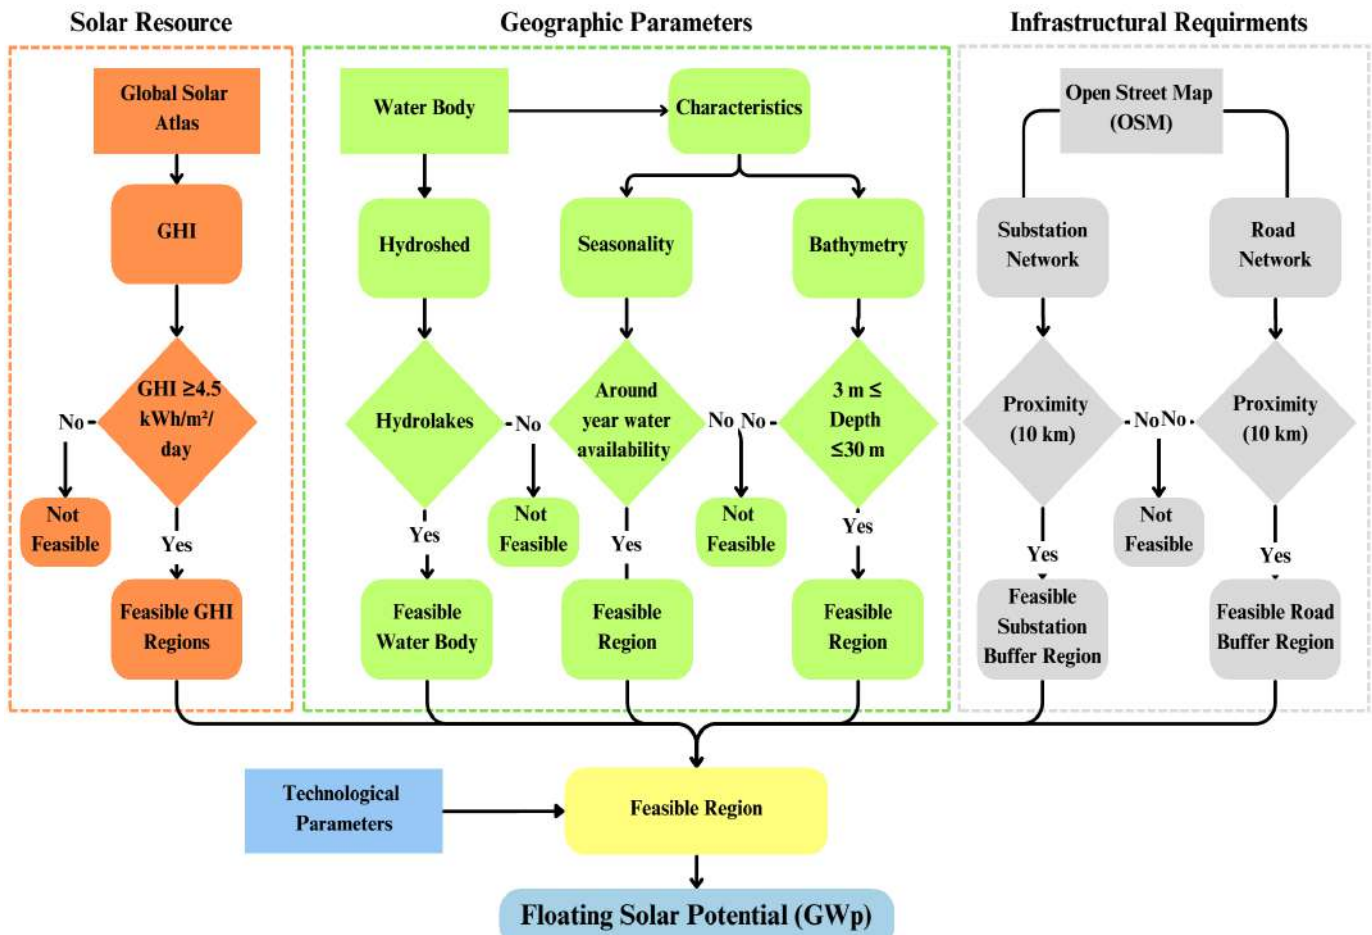 Solar Resource
Geographic Parameters
Infrastructural Requirments
Global Solar
Atlas
GHI
GHI ≥4.5
kWh/m²/
day
No
Not
Feasible
Yes
Feasible GHI
Regions
Water Body
Characteristics
Hydroshed
Seasonality
Bathymetry
Hydrolakes
No
Not
Feasible
Yes
Feasible
Water Body
Around
year water
availability
No
Yes
Feasible
Region
3 m ≤
Depth
≤30 m
No
Not
Feasible
Yes
Feasible
Region
Open Street Map
(OSM)
Substation
Network
Road
Network
Proximity
(10 km)
No
No
Proximity
(10 km)
Not
Feasible
Yes
Yes
Feasible
Substation
Buffer Region
Feasible Road
Buffer Region
Technological
Parameters
Feasible Region
Floating Solar Potential (GWp)